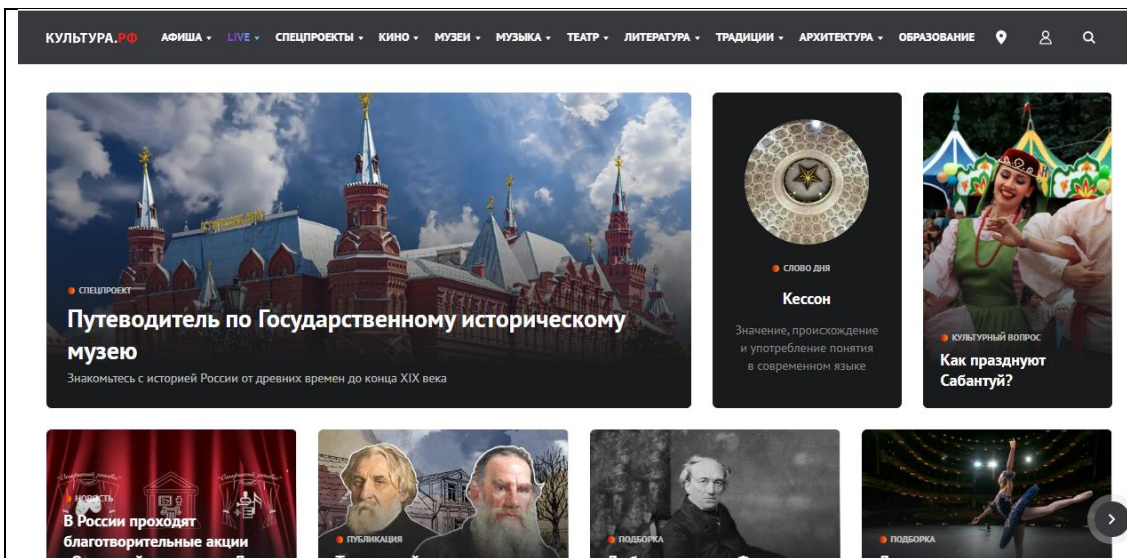 КУЛЬТУРА.РФ АФИША LIVE СПЕЦПРОЕКТЫ КИНО МУЗЕИ МУЗЫКА ТЕАТР ЛИТЕРАТУРА ТРАДИЦИИ АРХИТЕКТУРА ОБРАЗОВАНИЕ
СПЕЦПРОЕКТ
Путеводитель по Государственному историческому
музею
Знакомьтесь с историей России от древних времен до конца XIX века
СЛОВО ДНЯ
Кессон
Значение, происхождение
и употребление понятия
в современном языке
КУЛЬТУРНЫЙ ВОПРОС
Как празднуют
Сабантуй?
НОВОСТЬ
В России проходят
благотворительные акции
ПУБЛИКАЦИЯ
ПОДБОРКА
ПОДБОРКА